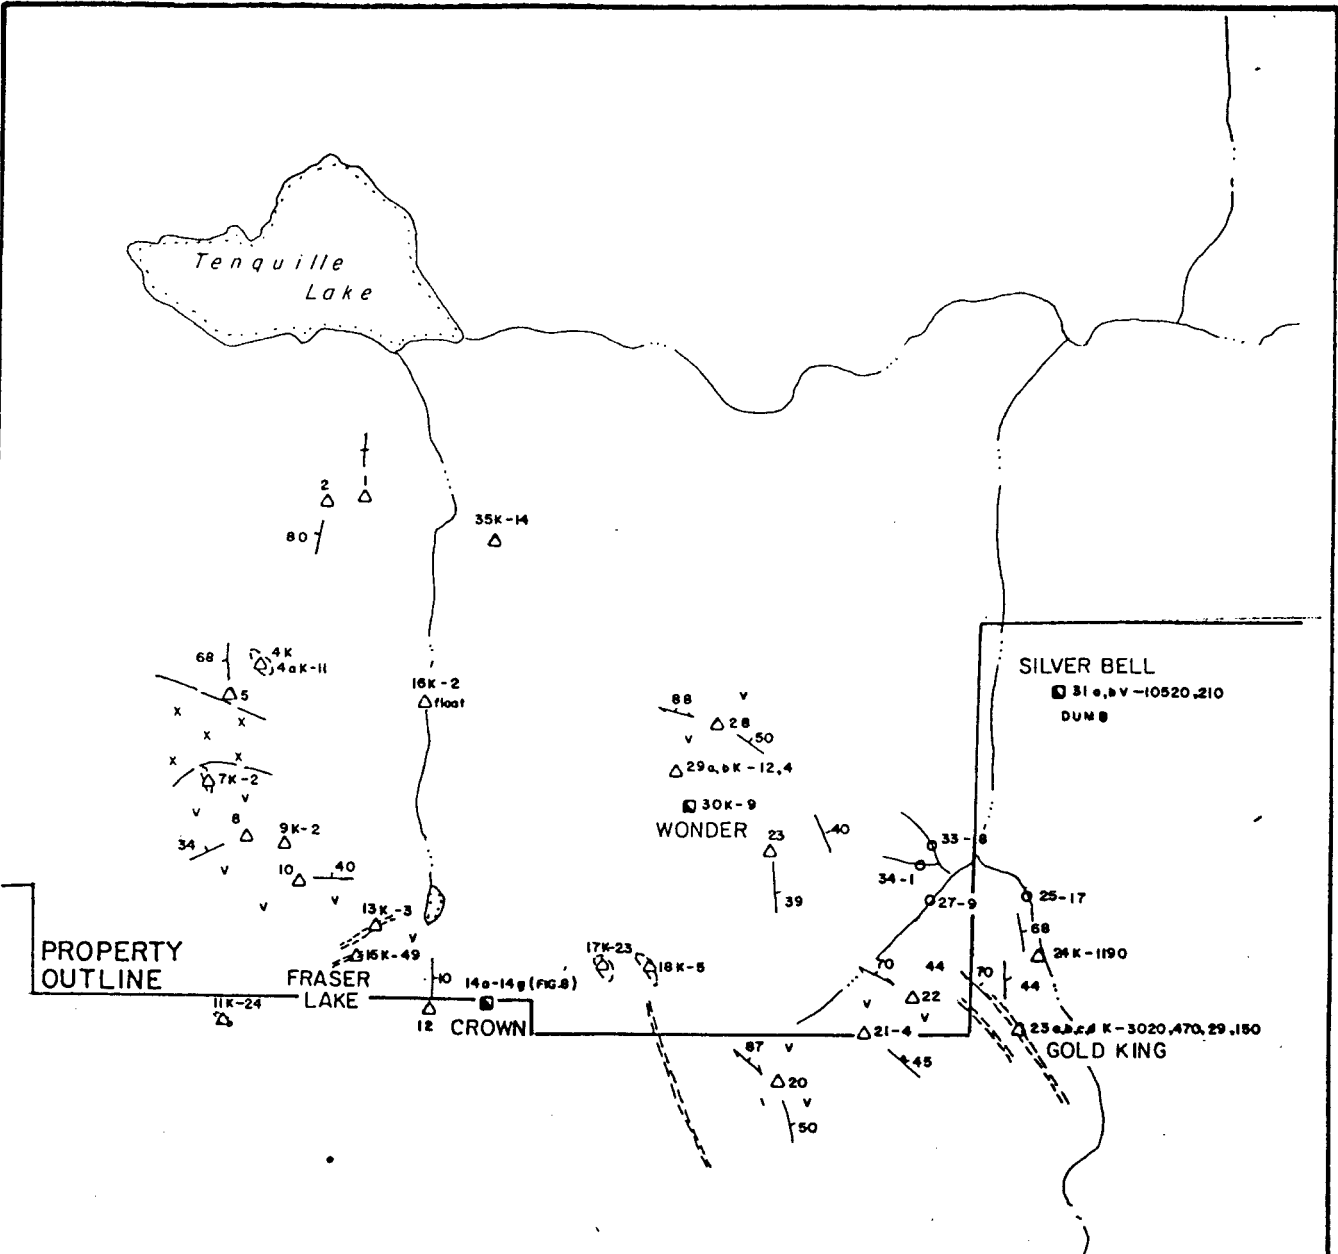 Tenquille
Lake
2
1
80
35K-14
68
4K
4aK-11
5
16K-2
float
SILVER BELL
31a,bV-10520,210
DUMB
x
x
x
x
x
88
v
28
50
v
29a,bK-12,4
7K-2
v
v
30K-9
WONDER
8
9K-2
34
23
40
33-8
v
10
40
34-1
v
v
39
27-9
25-17
13K-3
v
68
PROPERTY
OUTLINE
15K-49
17K-23
18K-5
70
44
70
24K-1190
FRASER
LAKE
10
14a-14g (FIG.8)
44
11K-24
12
CROWN
22
v
v
21-4
23a,b,c,d K-3020,470,29,150
GOLD KING
87
v
45
20
v
50